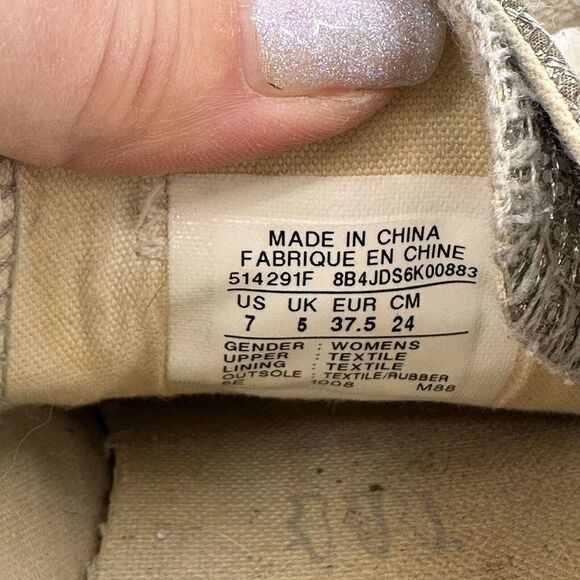 MADE IN CHINA
FABRIQUE EN CHINE
514291F 8B4JDS6K00883
US UK EUR CM
7 5 37.5 24
GENDER : WOMENS
UPPER : TEXTILE
LINING : TEXTILE
OUTSOLE : TEXTILE/RUBBER
1008 M88